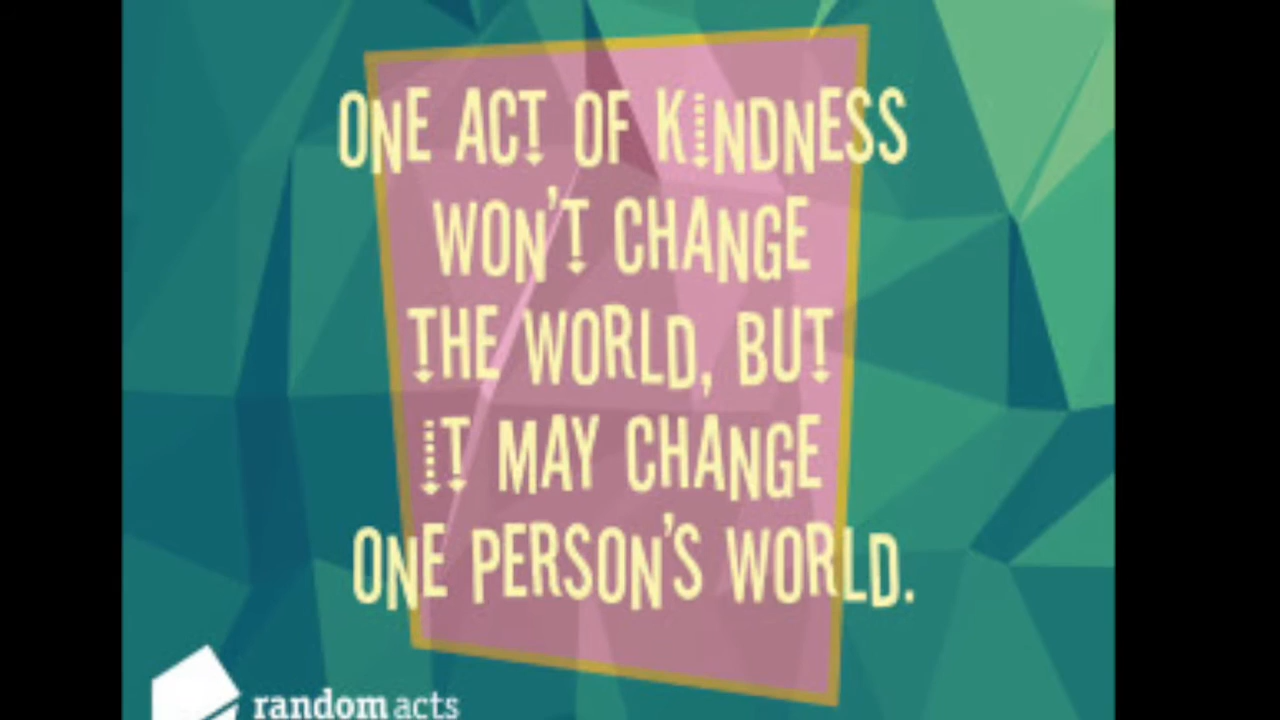 ONE ACT OF KINDNESS
WON'T CHANGE
THE WORLD, BUT
IT MAY CHANGE
ONE PERSON'S WORLD.
random acts